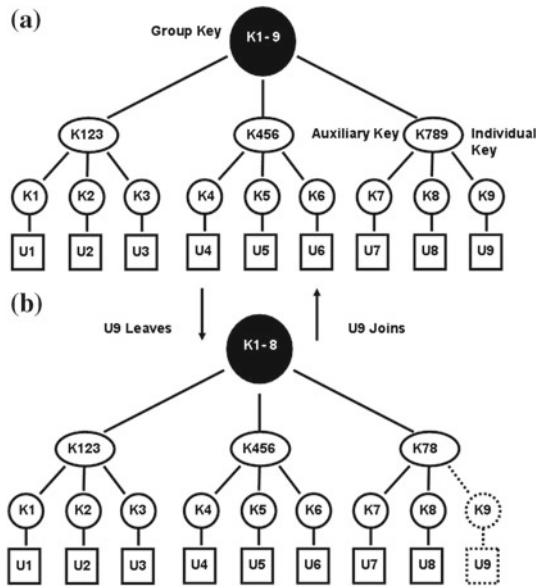 (a)
Group Key
K1-9
K123
K456
Auxiliary Key
K789
Individual
Key
K1 K2 K3 K4 K5 K6 K7 K8 K9
U1 U2 U3 U4 U5 U6 U7 U8 U9
(b)
U9 Leaves
U9 Joins
K1-8
K123 K456 K78
K1 K2 K3 K4 K5 K6 K7 K8 K9
U1 U2 U3 U4 U5 U6 U7 U8 U9